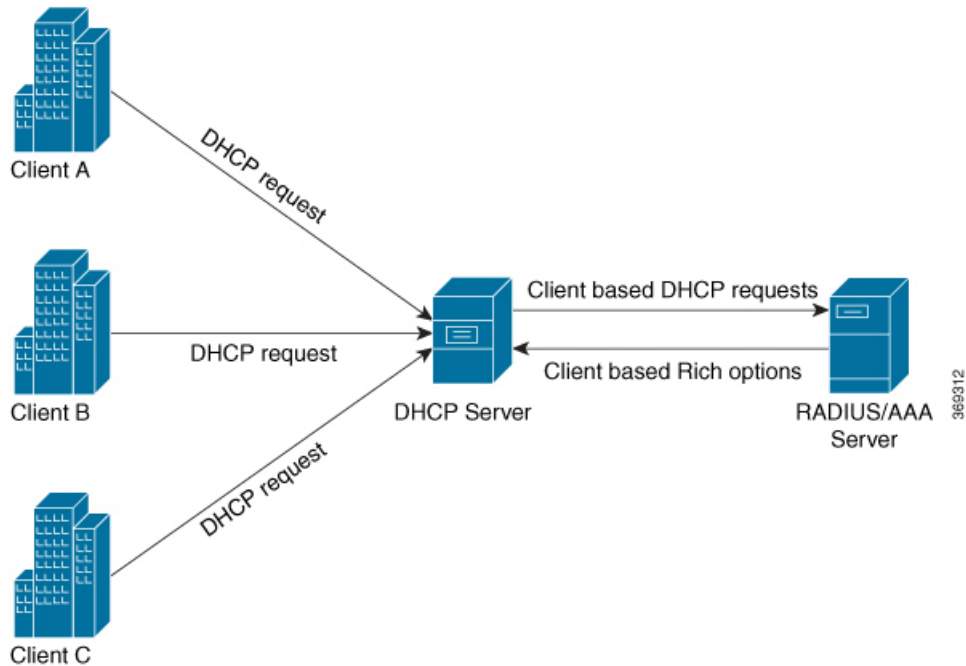 Client A
DHCP request
Client B
DHCP request
Client C
DHCP request
DHCP Server
Client based DHCP requests
Client based Rich options
RADIUS/AAA
Server
369312